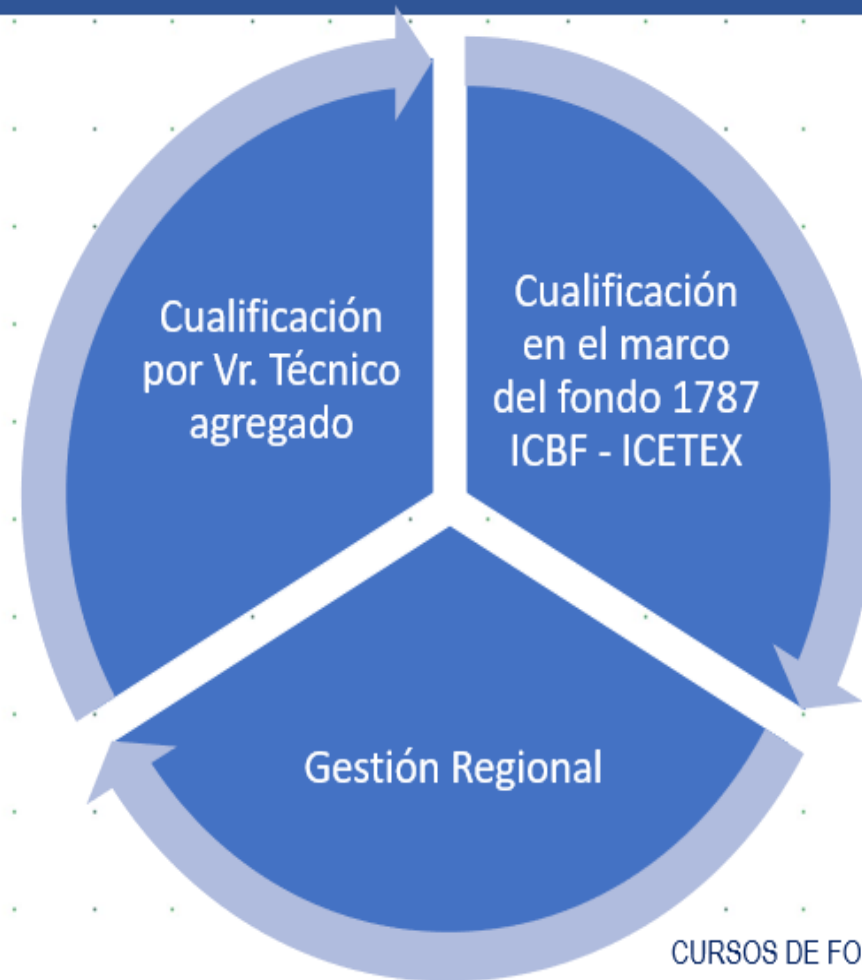 Cualificación
por Vr. Técnico
agregado
Cualificación
en el marco
del fondo 1787
ICBF - ICETEX
Gestión Regional
CURSOS DE FO